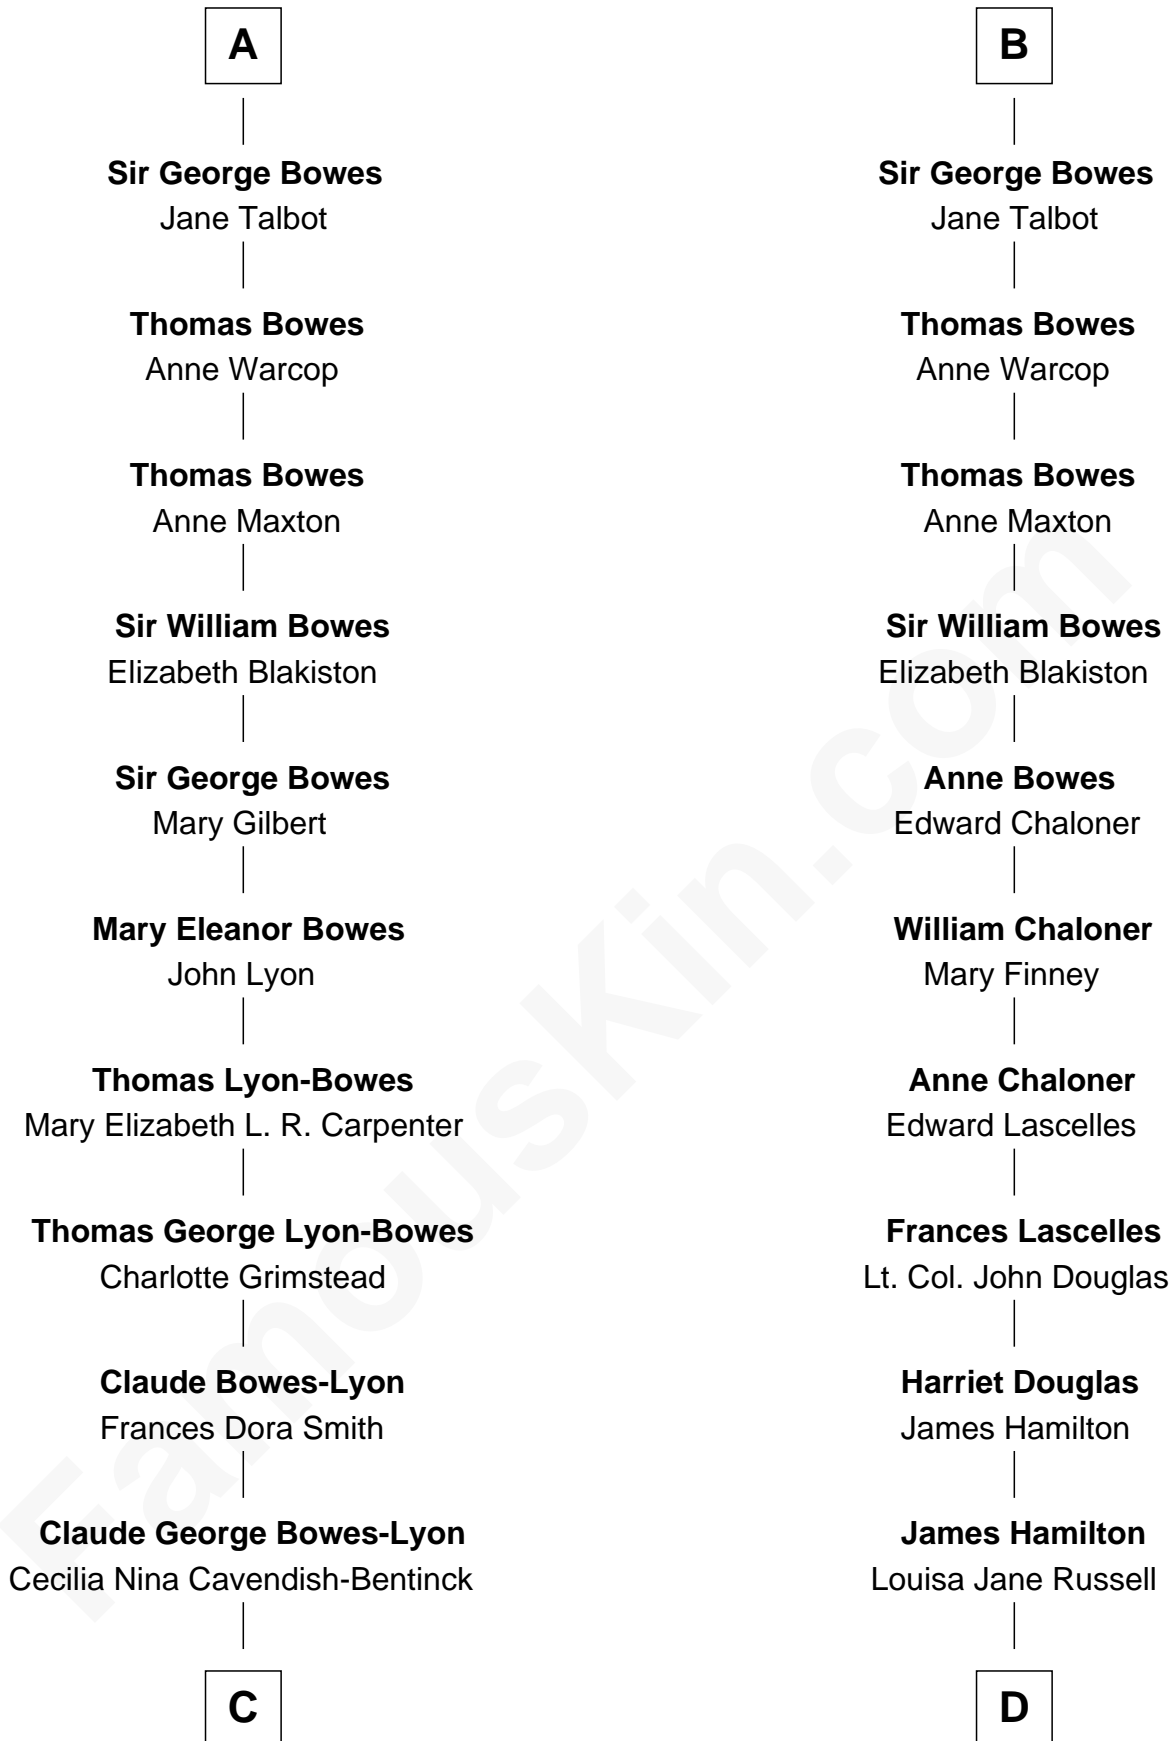 A
Sir George Bowes
Jane Talbot
Thomas Bowes
Anne Warcop
Thomas Bowes
Anne Maxton
Sir William Bowes
Elizabeth Blakiston
Sir George Bowes
Mary Gilbert
Mary Eleanor Bowes
John Lyon
Thomas Lyon-Bowes
Mary Elizabeth L. R. Carpenter
Thomas George Lyon-Bowes
Charlotte Grimstead
Claude Bowes-Lyon
Frances Dora Smith
Claude George Bowes-Lyon
Cecilia Nina Cavendish-Bentinck
C
B
Sir George Bowes
Jane Talbot
Thomas Bowes
Anne Warcop
Thomas Bowes
Anne Maxton
Sir William Bowes
Elizabeth Blakiston
Anne Bowes
Edward Chaloner
William Chaloner
Mary Finney
Anne Chaloner
Edward Lascelles
Frances Lascelles
Lt. Col. John Douglas
Harriet Douglas
James Hamilton
James Hamilton
Louisa Jane Russell
D
FamousKin.com